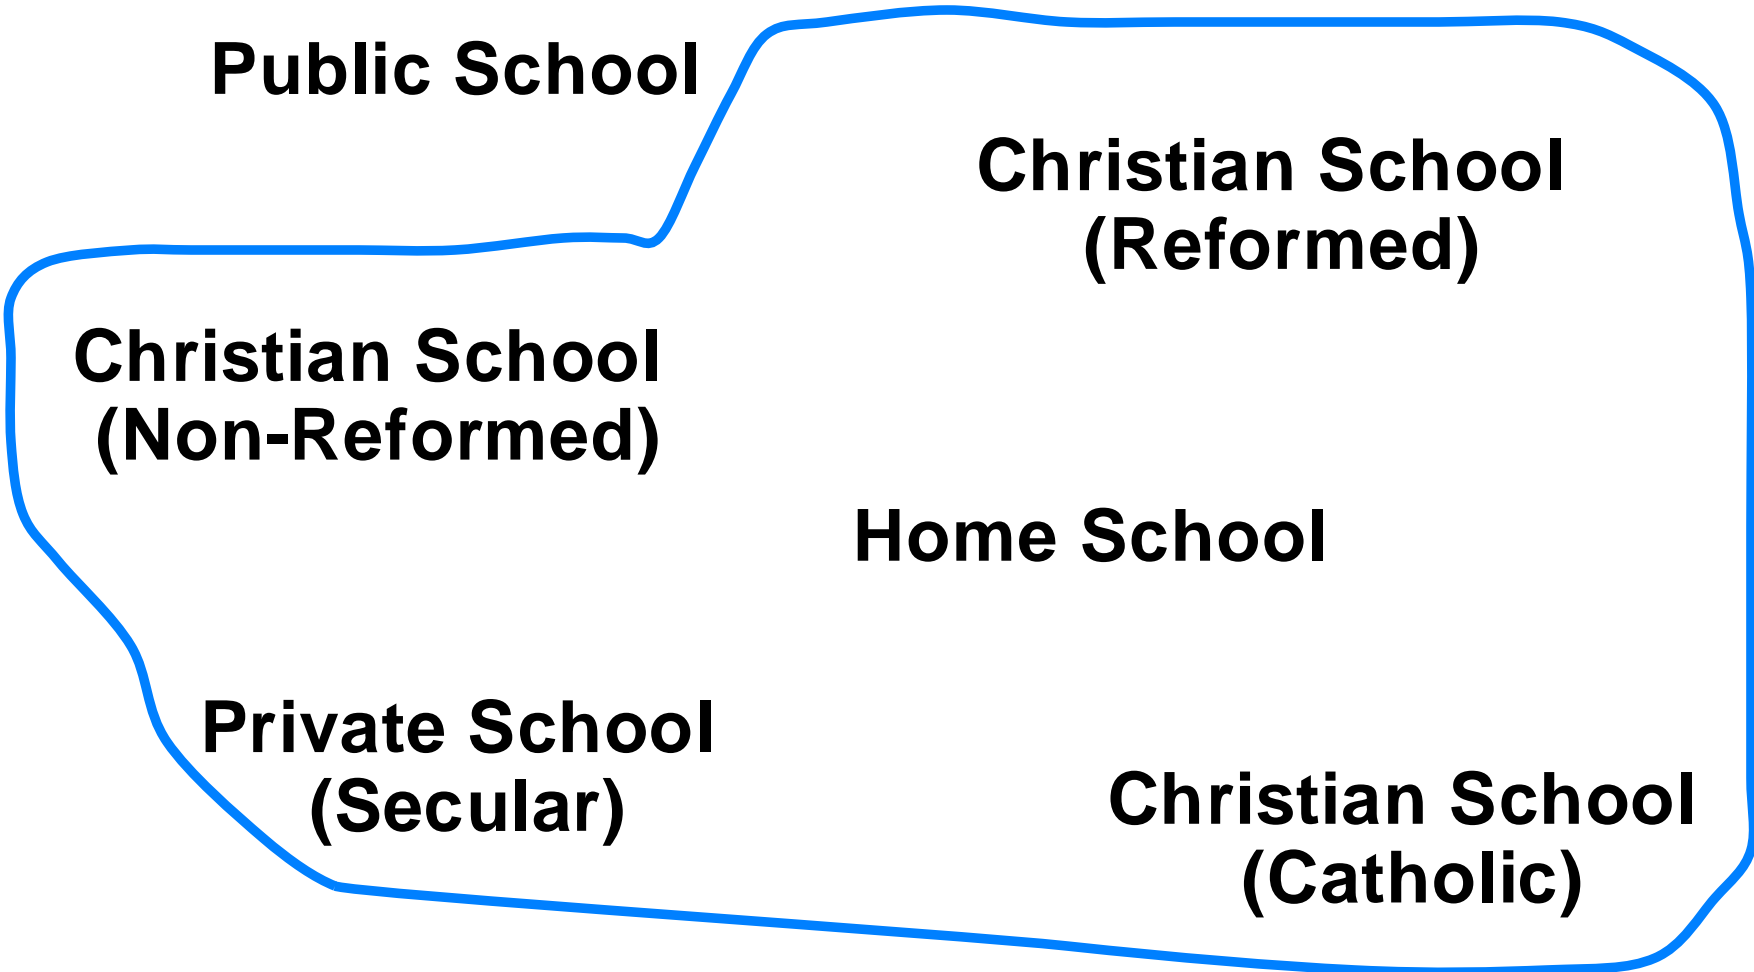 Public School
Christian School
(Reformed)
Christian School
(Non-Reformed)
Home School
Private School
(Secular)
Christian School
(Catholic)